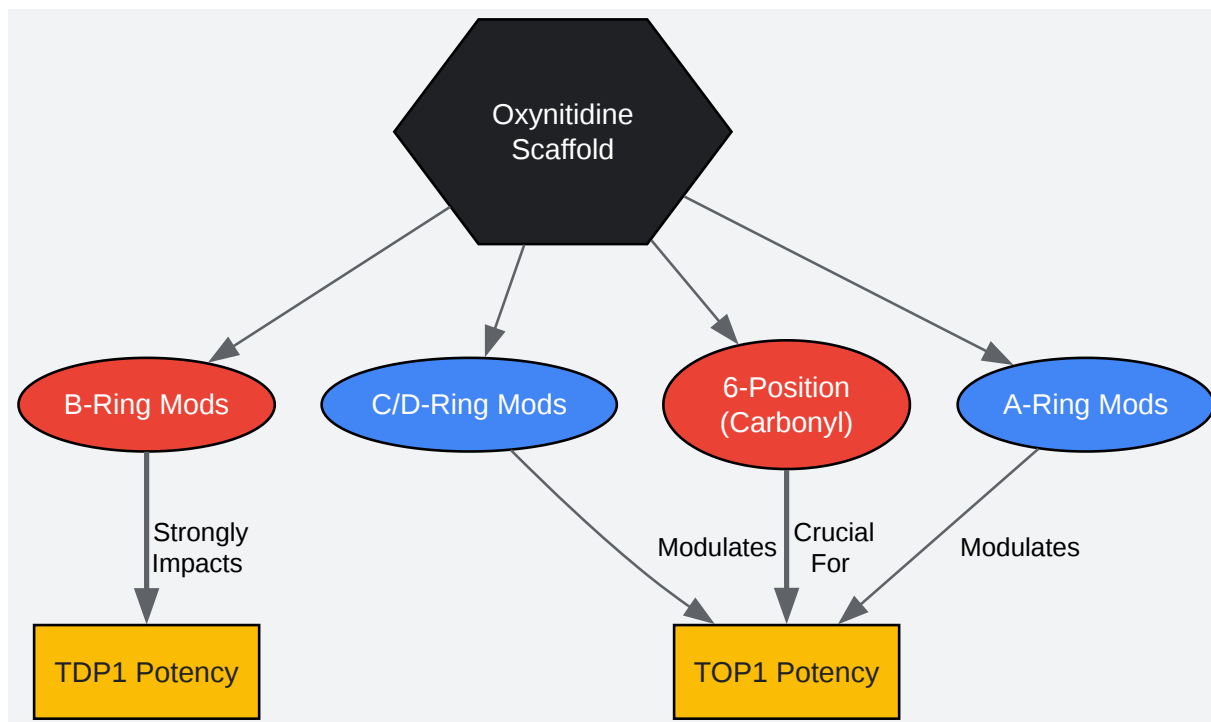 Oxynitidine
Scaffold
B-Ring Mods
C/D-Ring Mods
6-Position
(Carbonyl)
A-Ring Mods
Strongly
Impacts
Modulates
Crucial
For
Modulates
TDP1 Potency
TOP1 Potency